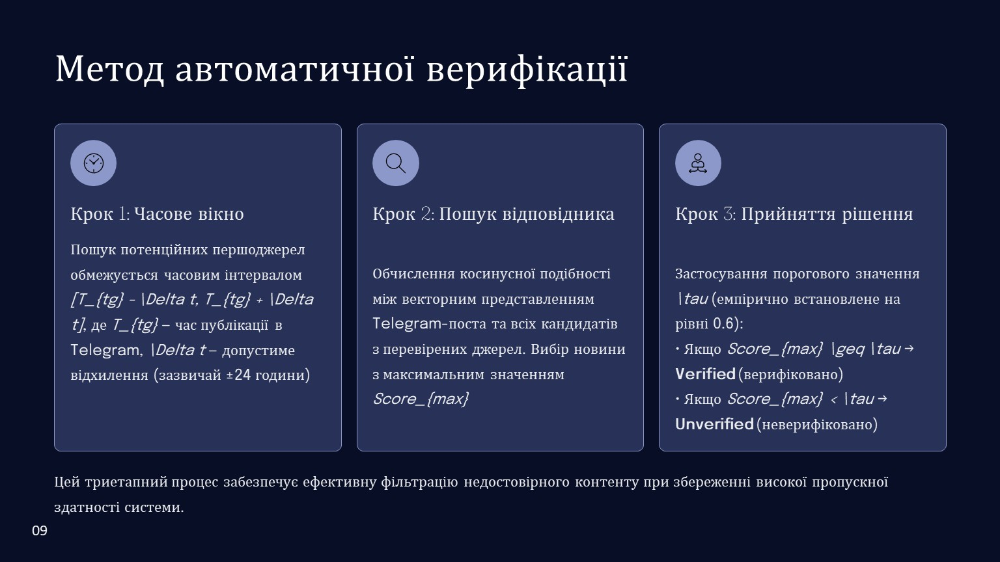 Метод автоматичної верифікації
Крок 1: Часове вікно
Пошук потенційних першоджерел
обмежується часовим інтервалом
[T_{tg} - \Delta t, T_{tg} + \Delta
t], де T_{tg} – час публікації в
Telegram, \Delta t – допустиме
відхилення (зазвичай ±24 години)
Крок 2: Пошук відповідника
Обчислення косинусної подібності
між векторним представленням
Telegram-поста та всіх кандидатів
з перевірених джерел. Вибір новини
з максимальним значенням
Score_{max}
Крок 3: Прийняття рішення
Застосування порогового значення
\tau (емпірично встановлене на
рівні 0.6):
• Якщо Score_{max} \geq \tau →
Verified (верифіковано)
• Якщо Score_{max} < \tau →
Unverified (неверифіковано)
Цей триетапний процес забезпечує ефективну фільтрацію недостовірного контенту при збереженні високої пропускної
здатності системи.
09